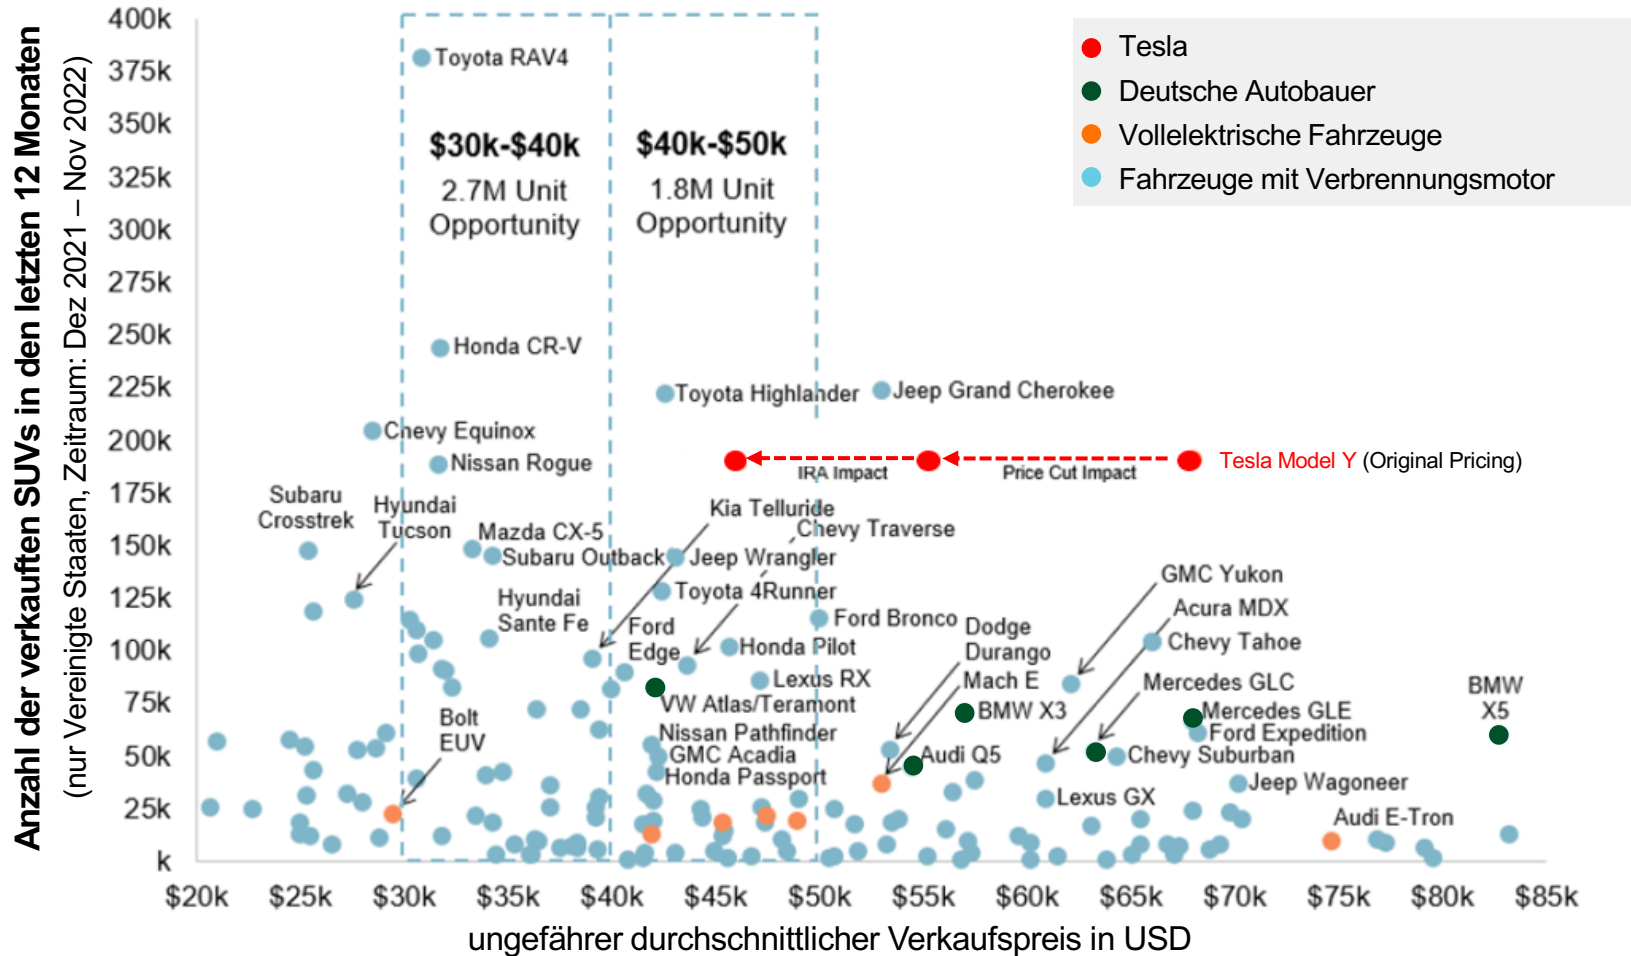 Anzahl der verkauften SUVs in den letzten 12 Monaten
(nur Vereinigte Staaten, Zeitraum: Dez 2021 – Nov 2022)
400k
375k
350k
325k
300k
275k
250k
225k
200k
175k
150k
125k
100k
75k
50k
25k
k
Tesla
Deutsche Autobauer
Vollelektrische Fahrzeuge
Fahrzeuge mit Verbrennungsmotor
Toyota RAV4
$30k-$40k
2.7M Unit
Opportunity
$40k-$50k
1.8M Unit
Opportunity
Honda CR-V
Toyota Highlander
Jeep Grand Cherokee
Chevy Equinox
Nissan Rogue
IRA Impact
Price Cut Impact
Tesla Model Y (Original Pricing)
Subaru
Crosstrek
Hyundai
Tucson
Mazda CX-5
Subaru Outback
Kia Telluride
Chevy Traverse
Jeep Wrangler
Toyota 4Runner
Hyundai
Sante Fe
Ford
Edge
Ford Bronco
Honda Pilot
Lexus RX
Dodge
Durango
Mach E
GMC Yukon
Acura MDX
Chevy Tahoe
Mercedes GLC
VW Atlas/Teramont
BMW X3
Mercedes GLE
BMW
X5
Bolt
EUV
Nissan Pathfinder
GMC Acadia
Honda Passport
Audi Q5
Ford Expedition
Chevy Suburban
Lexus GX
Jeep Wagoneer
Audi E-Tron
$20k
$25k
$30k
$35k
$40k
$45k
$50k
$55k
$60k
$65k
$70k
$75k
$80k
$85k
ungefährer durchschnittlicher Verkaufspreis in USD